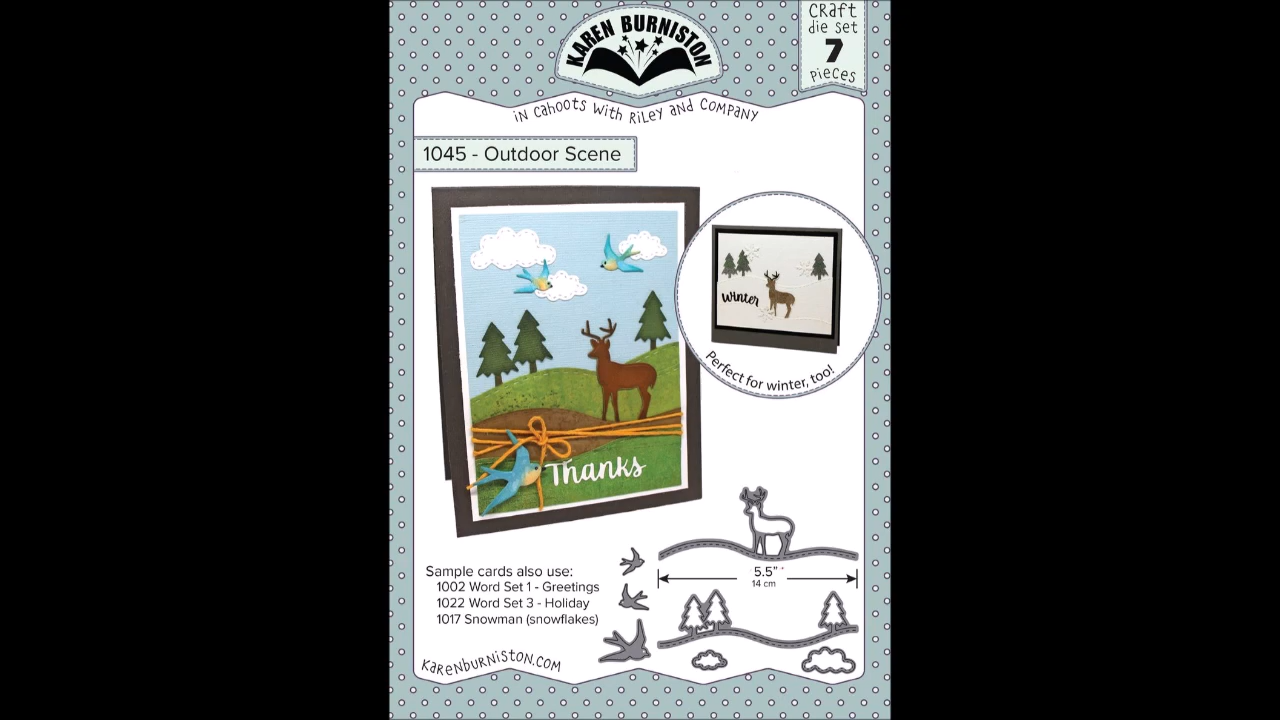 KAREN BURNISTON
CRaft
die set
7
pieces
in cahoots with Riley and Company
1045 - Outdoor Scene
Thanks
Winter
Perfect for winter, too!
5.5"
14 cm
Sample cards also use:
1002 Word Set 1 - Greetings
1022 Word Set 3 - Holiday
1017 Snowman (snowflakes)
KarenBurniston.com